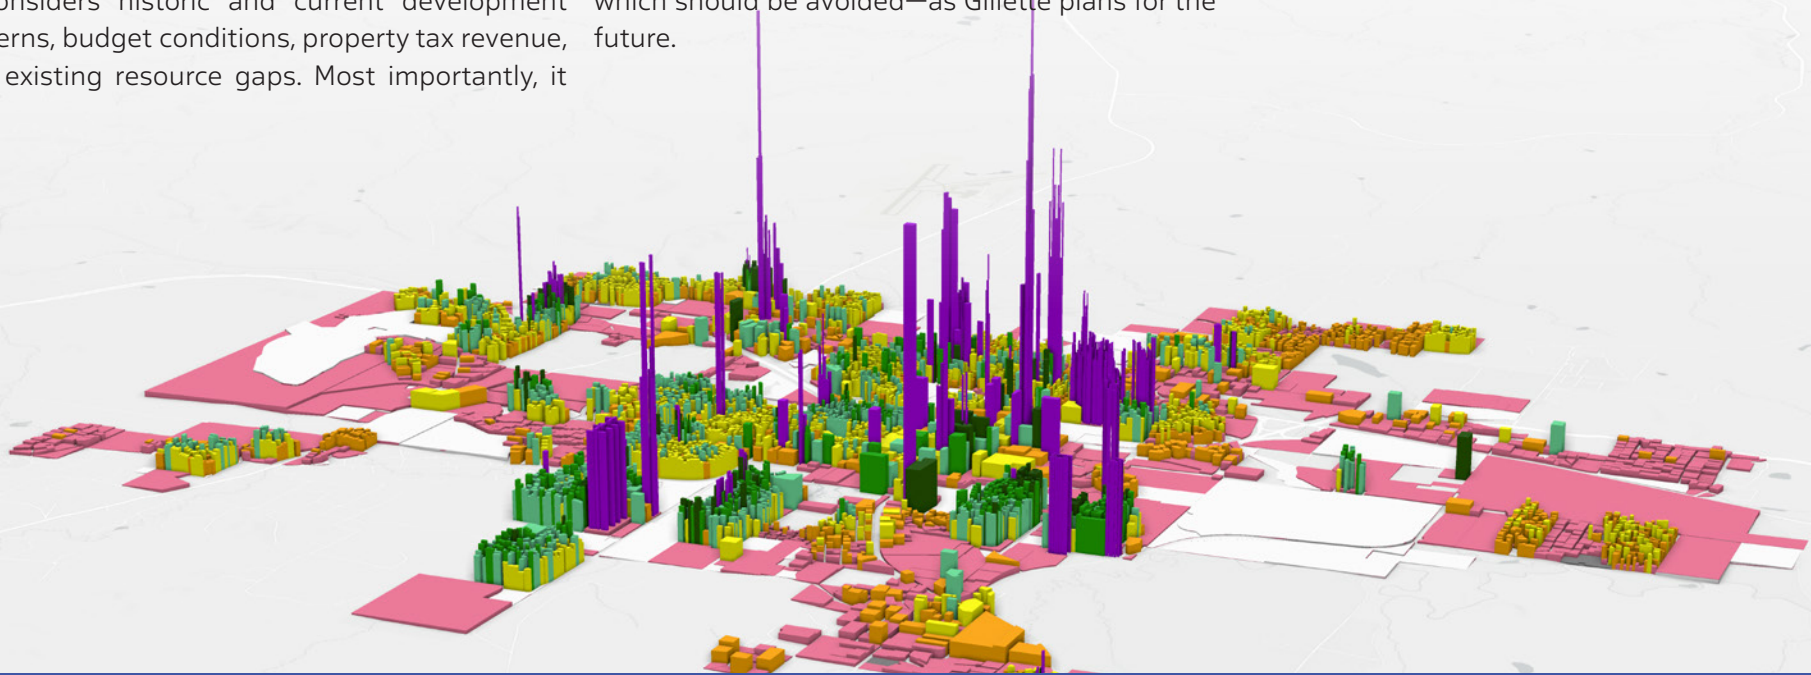 onsiders historic and current development
erns, budget conditions, property tax revenue,
existing resource gaps. Most importantly, it
which should be avoided—as Gillette plans for the
future.